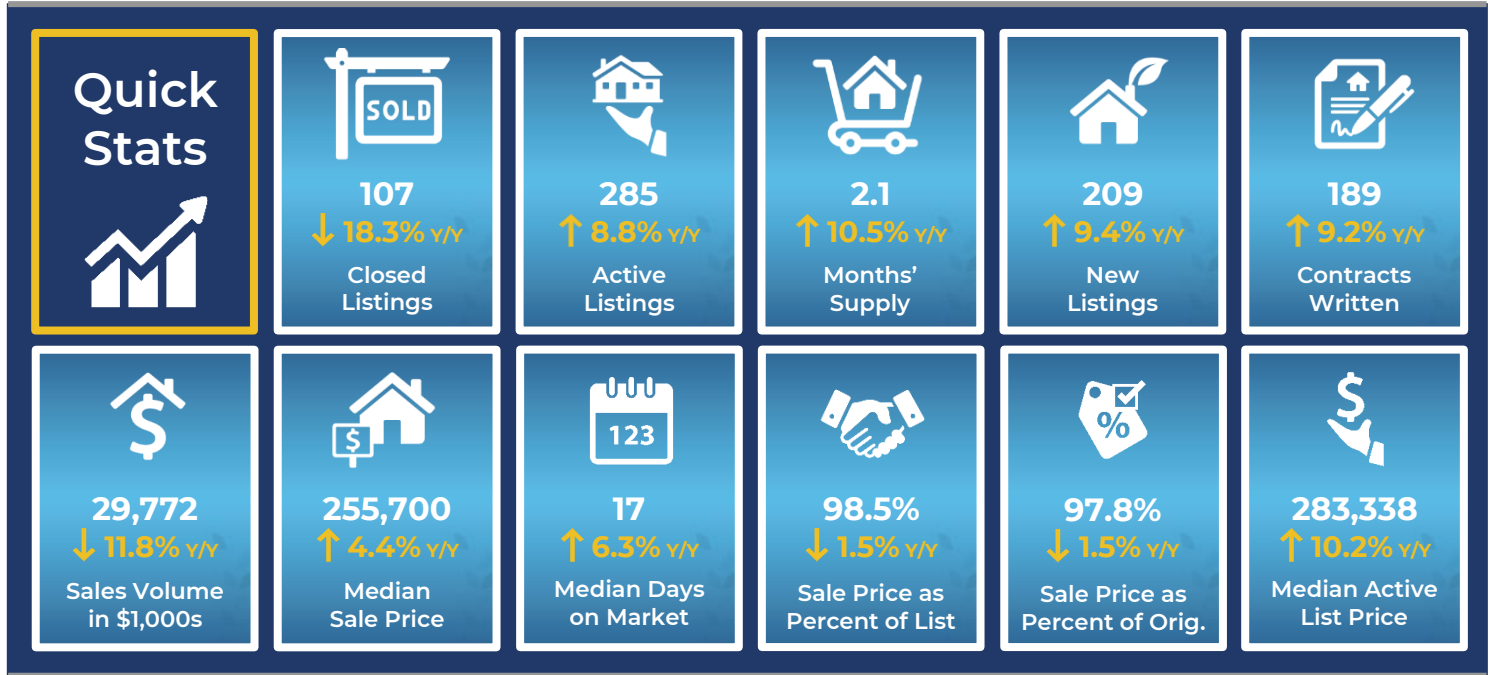 Quick
Stats
SOLD
107
↓ 18.3% Y/Y
Closed
Listings
285
↑ 8.8% Y/Y
Active
Listings
2.1
↑ 10.5% Y/Y
Months’
Supply
209
↑ 9.4% Y/Y
New
Listings
189
↑ 9.2% Y/Y
Contracts
Written
$
29,772
↓ 11.8% Y/Y
Sales Volume
in $1,000s
$
255,700
↑ 4.4% Y/Y
Median
Sale Price
123
17
↑ 6.3% Y/Y
Median Days
on Market
98.5%
↓ 1.5% Y/Y
Sale Price as
Percent of List
%
97.8%
↓ 1.5% Y/Y
Sale Price as
Percent of Orig.
$
283,338
↑ 10.2% Y/Y
Median Active
List Price